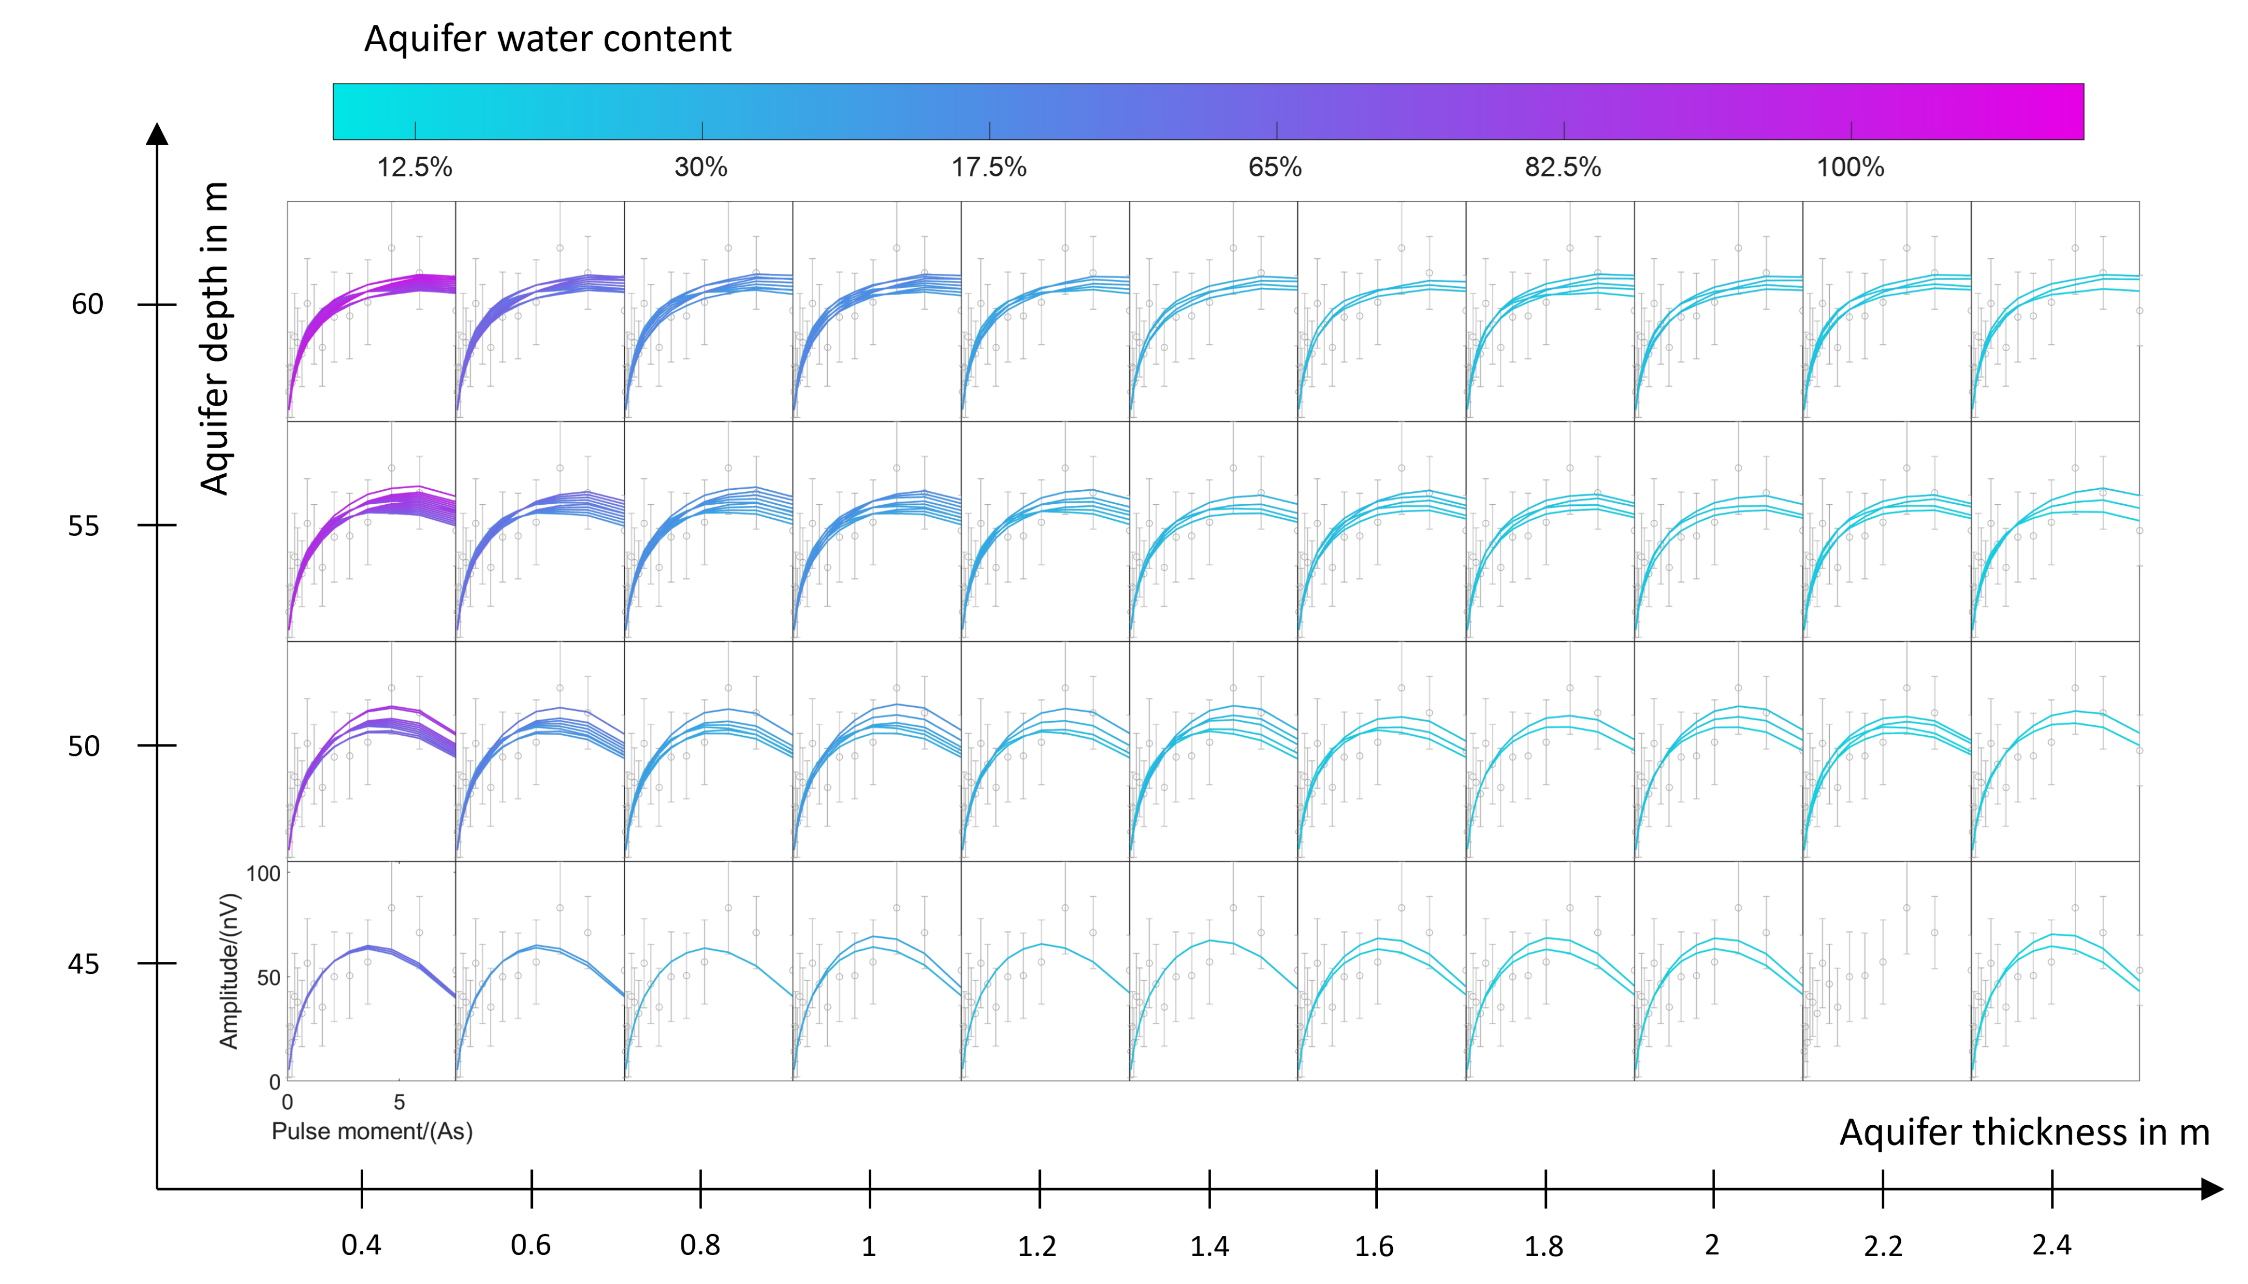 Aquifer water content
12.5% 30% 17.5% 65% 82.5% 100%
Aquifer depth in m
60
55
50
45
100
50
0
Amplitude/(nV)
0 5
Pulse moment/(As)
Aquifer thickness in m
0.4 0.6 0.8 1 1.2 1.4 1.6 1.8 2 2.2 2.4